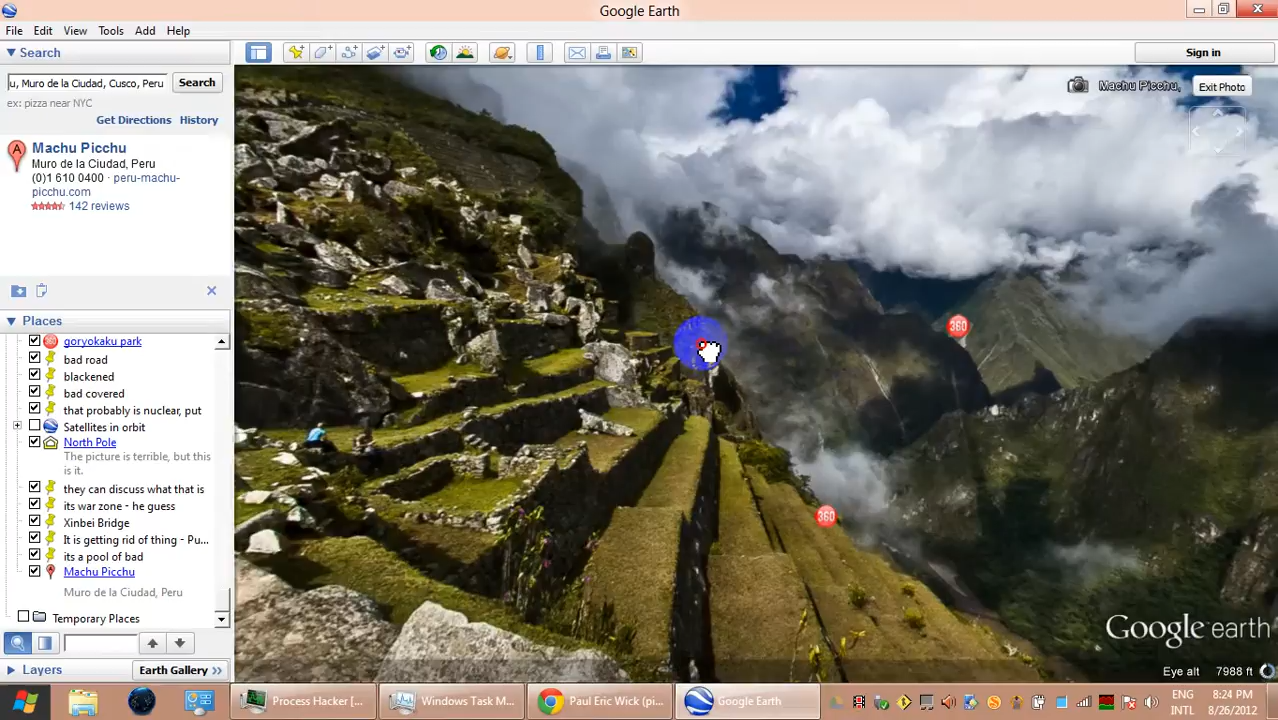 Google Earth
File Edit View Tools Add Help
Search
Sign in
u, Muro de la Ciudad, Cusco, Peru
Search
ex: pizza near NYC
Get Directions History
A
Machu Picchu
Muro de la Ciudad, Peru
(0)1 610 0400 · peru-machu-
picchu.com
142 reviews
Machu Picchu,
Exit Photo
Places
goryokaku park
bad road
blackened
bad covered
that probably is nuclear, put
Satellites in orbit
North Pole
The picture is terrible, but this
is it.
they can discuss what that is
its war zone - he guess
Xinbei Bridge
It is getting rid of thing - Pu...
its a pool of bad
Machu Picchu
Muro de la Ciudad, Peru
Temporary Places
Layers
Earth Gallery >>
360
360
360
Google earth
Eye alt 7988 ft
Process Hacker [...
Windows Task M...
Paul Eric Wick (pi...
Google Earth
ENG
INTL
8:24 PM
8/26/2012